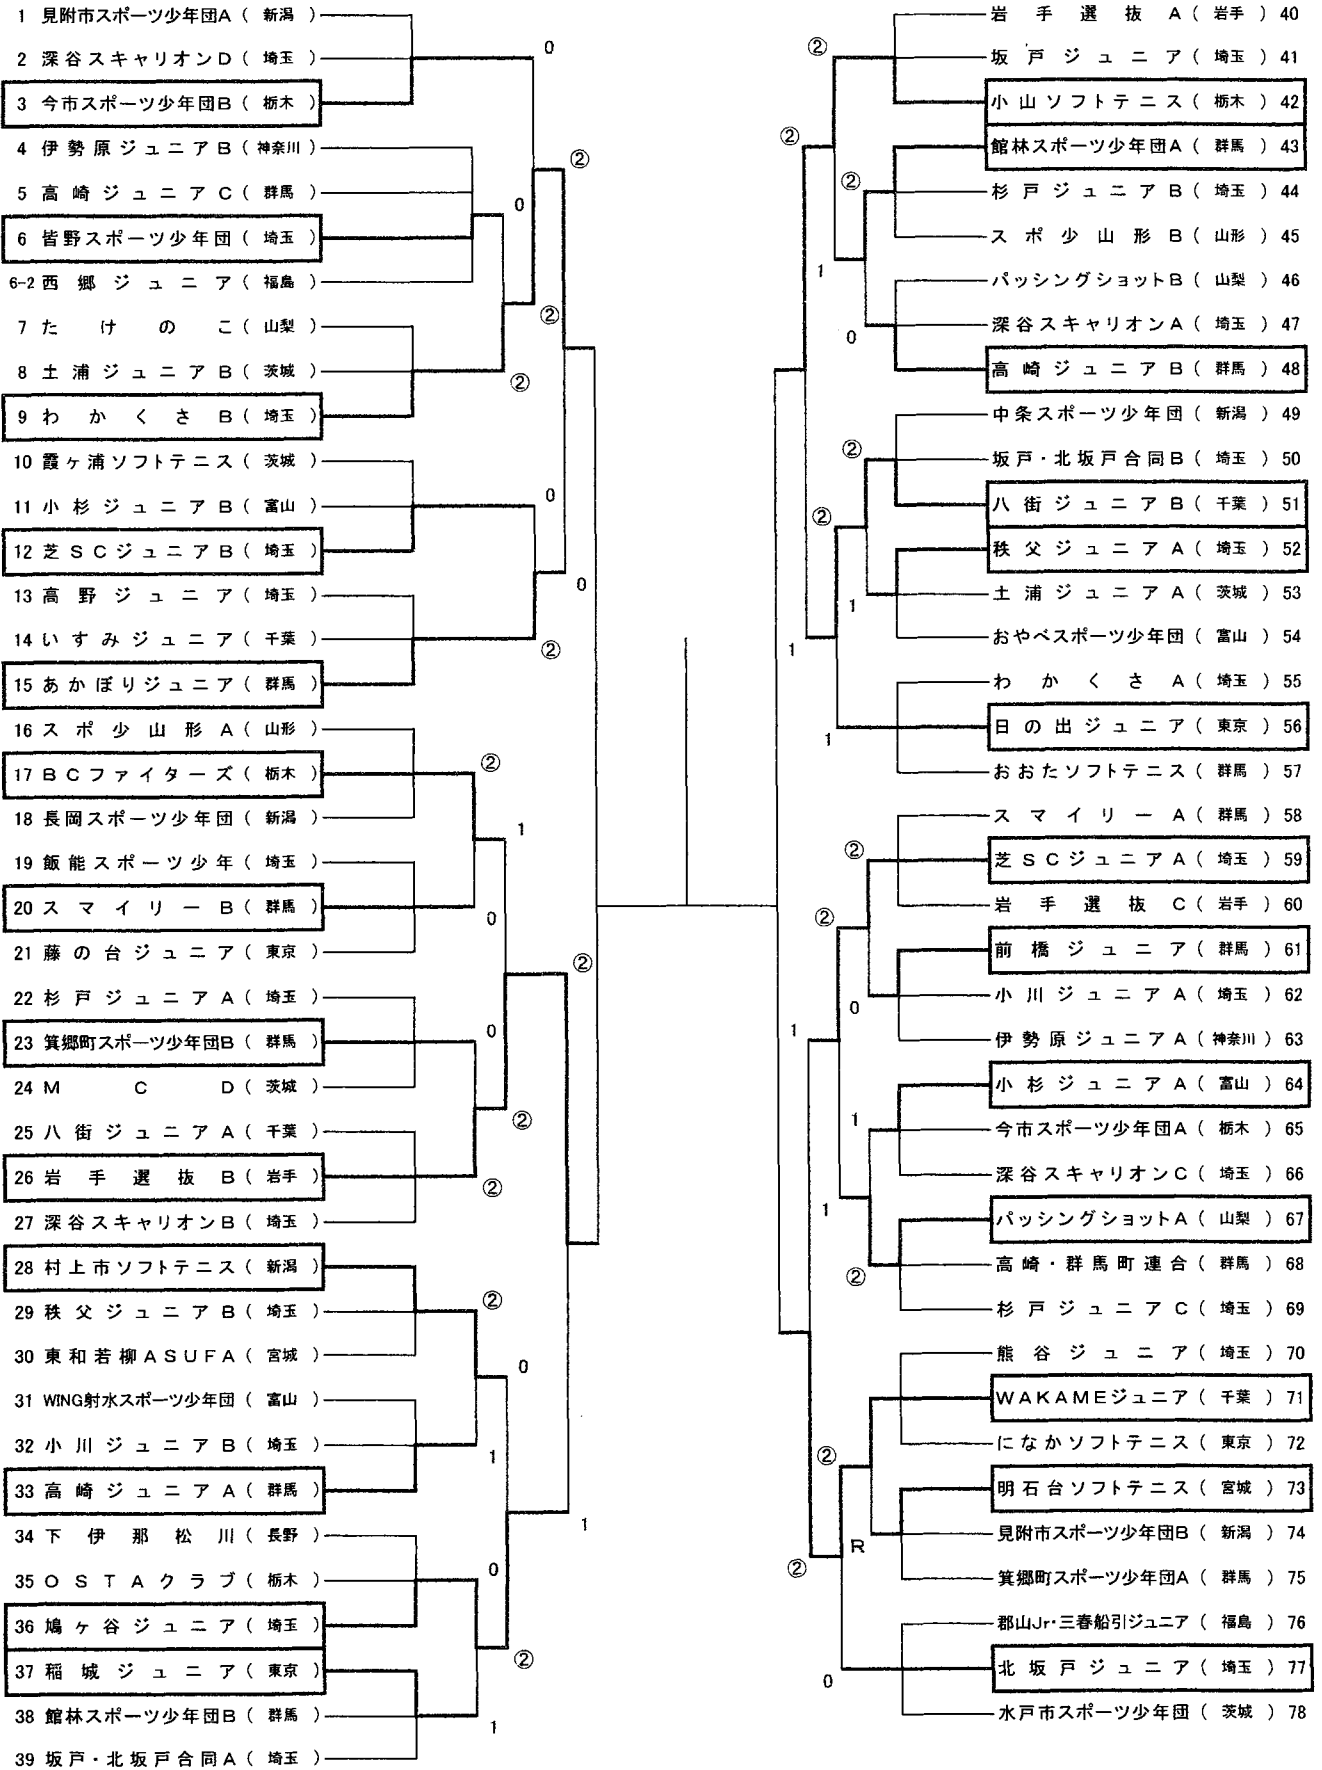 1 見附市スポーツ少年団A ( 新潟 )
2 深谷スキャリオンD ( 埼玉 )
3 今市スポーツ少年団B ( 栃木 )
4 伊勢原ジュニアB ( 神奈川 )
5 高崎ジュニアC ( 群馬 )
6 皆野スポーツ少年団 ( 埼玉 )
6-2 西郷ジュニア ( 福島 )
7 たけのこ ( 山梨 )
8 土浦ジュニアB ( 茨城 )
9 わかくさB ( 埼玉 )
10 霞ヶ浦ソフトテニス ( 茨城 )
11 小杉ジュニアB ( 富山 )
12 芝SCジュニアB ( 埼玉 )
13 高野ジュニア ( 埼玉 )
14 いすみジュニア ( 千葉 )
15 あかぼりジュニア ( 群馬 )
16 スポ少山形A ( 山形 )
17 BCファイターズ ( 栃木 )
18 長岡スポーツ少年団 ( 新潟 )
19 飯能スポーツ少年 ( 埼玉 )
20 スマイリーB ( 群馬 )
21 藤の台ジュニア ( 東京 )
22 杉戸ジュニアA ( 埼玉 )
23 箕郷町スポーツ少年団B ( 群馬 )
24 MCD ( 茨城 )
25 八街ジュニアA ( 千葉 )
26 岩手選抜B ( 岩手 )
27 深谷スキャリオンB ( 埼玉 )
28 村上市ソフトテニス ( 新潟 )
29 秩父ジュニアB ( 埼玉 )
30 東和若柳ASUFA ( 宮城 )
31 WING射水スポーツ少年団 ( 富山 )
32 小川ジュニアB ( 埼玉 )
33 高崎ジュニアA ( 群馬 )
34 下伊那松川 ( 長野 )
35 OSTAクラブ ( 栃木 )
36 鳩ヶ谷ジュニア ( 埼玉 )
37 稲城ジュニア ( 東京 )
38 館林スポーツ少年団B ( 群馬 )
39 坂戸・北坂戸合同A ( 埼玉 )
0
②
0
②
②
0
0
②
②
1
0
②
0
②
②
②
0
1
1
0
②
1
②
②
②
1
0
②
②
1
1
1
②
②
0
1
1
1
②
②
R
②
0
岩手選抜A ( 岩手 ) 40
坂戸ジュニア ( 埼玉 ) 41
小山ソフトテニス ( 栃木 ) 42
館林スポーツ少年団A ( 群馬 ) 43
杉戸ジュニアB ( 埼玉 ) 44
スポ少山形B ( 山形 ) 45
パッシングショットB ( 山梨 ) 46
深谷スキャリオンA ( 埼玉 ) 47
高崎ジュニアB ( 群馬 ) 48
中条スポーツ少年団 ( 新潟 ) 49
坂戸・北坂戸合同B ( 埼玉 ) 50
八街ジュニアB ( 千葉 ) 51
秩父ジュニアA ( 埼玉 ) 52
土浦ジュニアA ( 茨城 ) 53
おやべスポーツ少年団 ( 富山 ) 54
わかくさA ( 埼玉 ) 55
日の出ジュニア ( 東京 ) 56
おおたソフトテニス ( 群馬 ) 57
スマイリーA ( 群馬 ) 58
芝SCジュニアA ( 埼玉 ) 59
岩手選抜C ( 岩手 ) 60
前橋ジュニア ( 群馬 ) 61
小川ジュニアA ( 埼玉 ) 62
伊勢原ジュニアA ( 神奈川 ) 63
小杉ジュニアA ( 富山 ) 64
今市スポーツ少年団A ( 栃木 ) 65
深谷スキャリオンC ( 埼玉 ) 66
パッシングショットA ( 山梨 ) 67
高崎・群馬町連合 ( 群馬 ) 68
杉戸ジュニアC ( 埼玉 ) 69
熊谷ジュニア ( 埼玉 ) 70
WAKAMEジュニア ( 千葉 ) 71
になかソフトテニス ( 東京 ) 72
明石台ソフトテニス ( 宮城 ) 73
見附市スポーツ少年団B ( 新潟 ) 74
箕郷町スポーツ少年団A ( 群馬 ) 75
郡山Jr・三春船引ジュニア ( 福島 ) 76
北坂戸ジュニア ( 埼玉 ) 77
水戸市スポーツ少年団 ( 茨城 ) 78